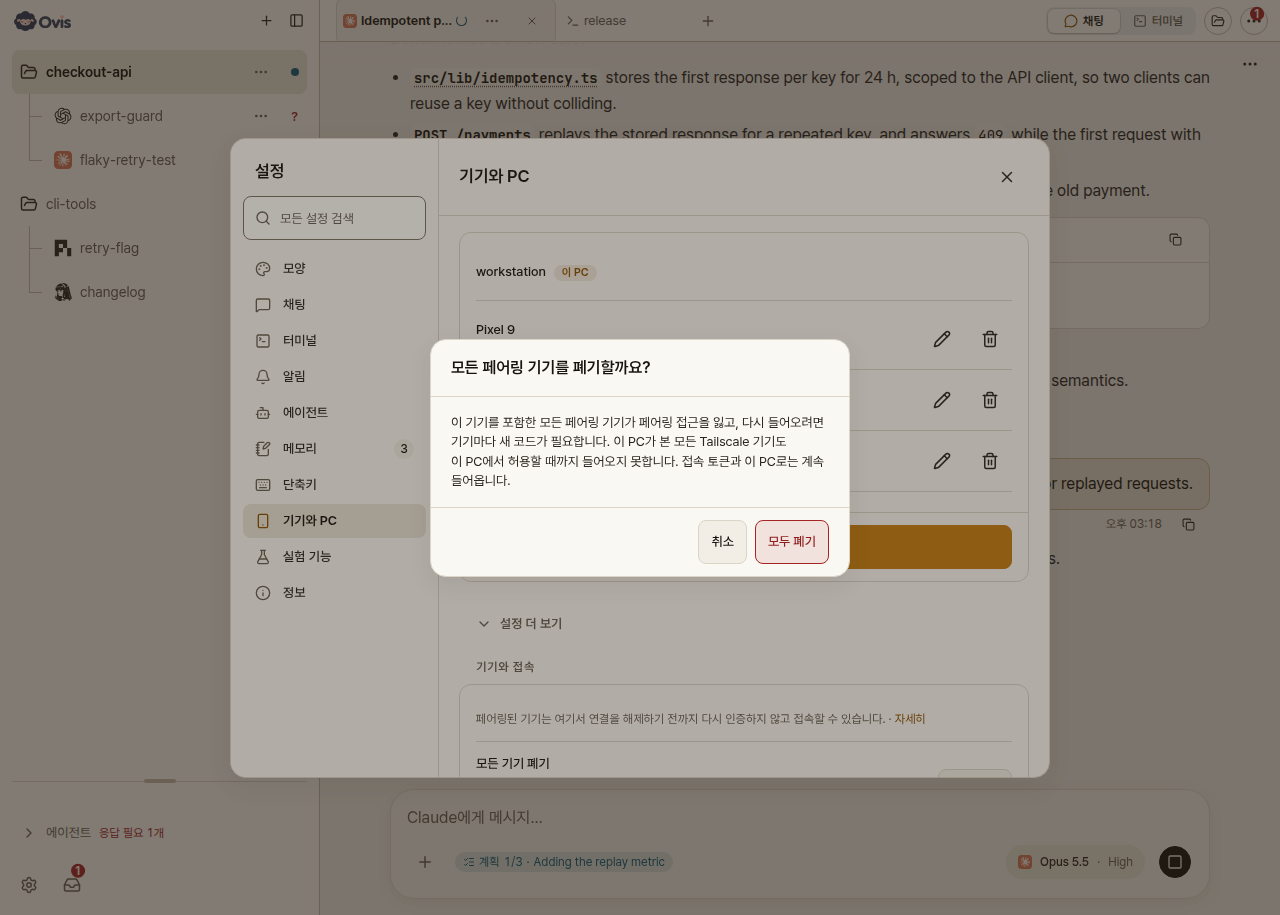 Ovis
Idempotent p...
release
채팅
터미널
1
checkout-api
export-guard
?
flaky-retry-test
cli-tools
retry-flag
changelog
src/lib/idempotency.ts stores the first response per key for 24 h, scoped to the API client, so two clients can
reuse a key without colliding.
POST /payments replays the stored response for a repeated key, and answers 409 while the first request with
old payment.
semantics.
or replayed requests.
오후 03:18
s.
설정
모든 설정 검색
모양
채팅
터미널
알림
에이전트
메모리
3
단축키
기기와 PC
실험 기능
정보
기기와 PC
workstation
이 PC
Pixel 9
모든 페어링 기기를 폐기할까요?
이 기기를 포함한 모든 페어링 기기가 페어링 접근을 잃고, 다시 들어오려면
기기마다 새 코드가 필요합니다. 이 PC가 본 모든 Tailscale 기기도
이 PC에서 허용할 때까지 들어오지 못합니다. 접속 토큰과 이 PC로는 계속
들어옵니다.
취소
모두 폐기
설정 더 보기
기기와 접속
페어링된 기기는 여기서 연결을 해제하기 전까지 다시 인증하지 않고 접속할 수 있습니다. · 자세히
모든 기기 폐기
에이전트
응답 필요 1개
1
Claude에게 메시지...
계획 1/3 · Adding the replay metric
Opus 5.5 · High